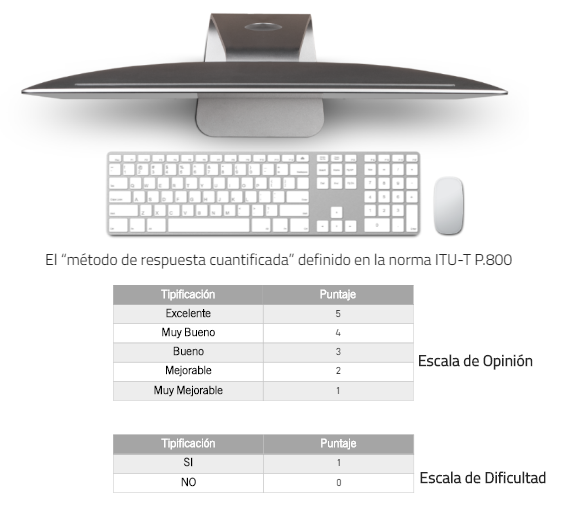 El “método de respuesta cuantificada” definido en la norma ITU-T P.800
Tipificación Puntaje
Excelente 5
Muy Bueno 4
Bueno 3
Mejorable 2
Muy Mejorable 1
Escala de Opinión
Tipificación Puntaje
SI 1
NO 0
Escala de Dificultad